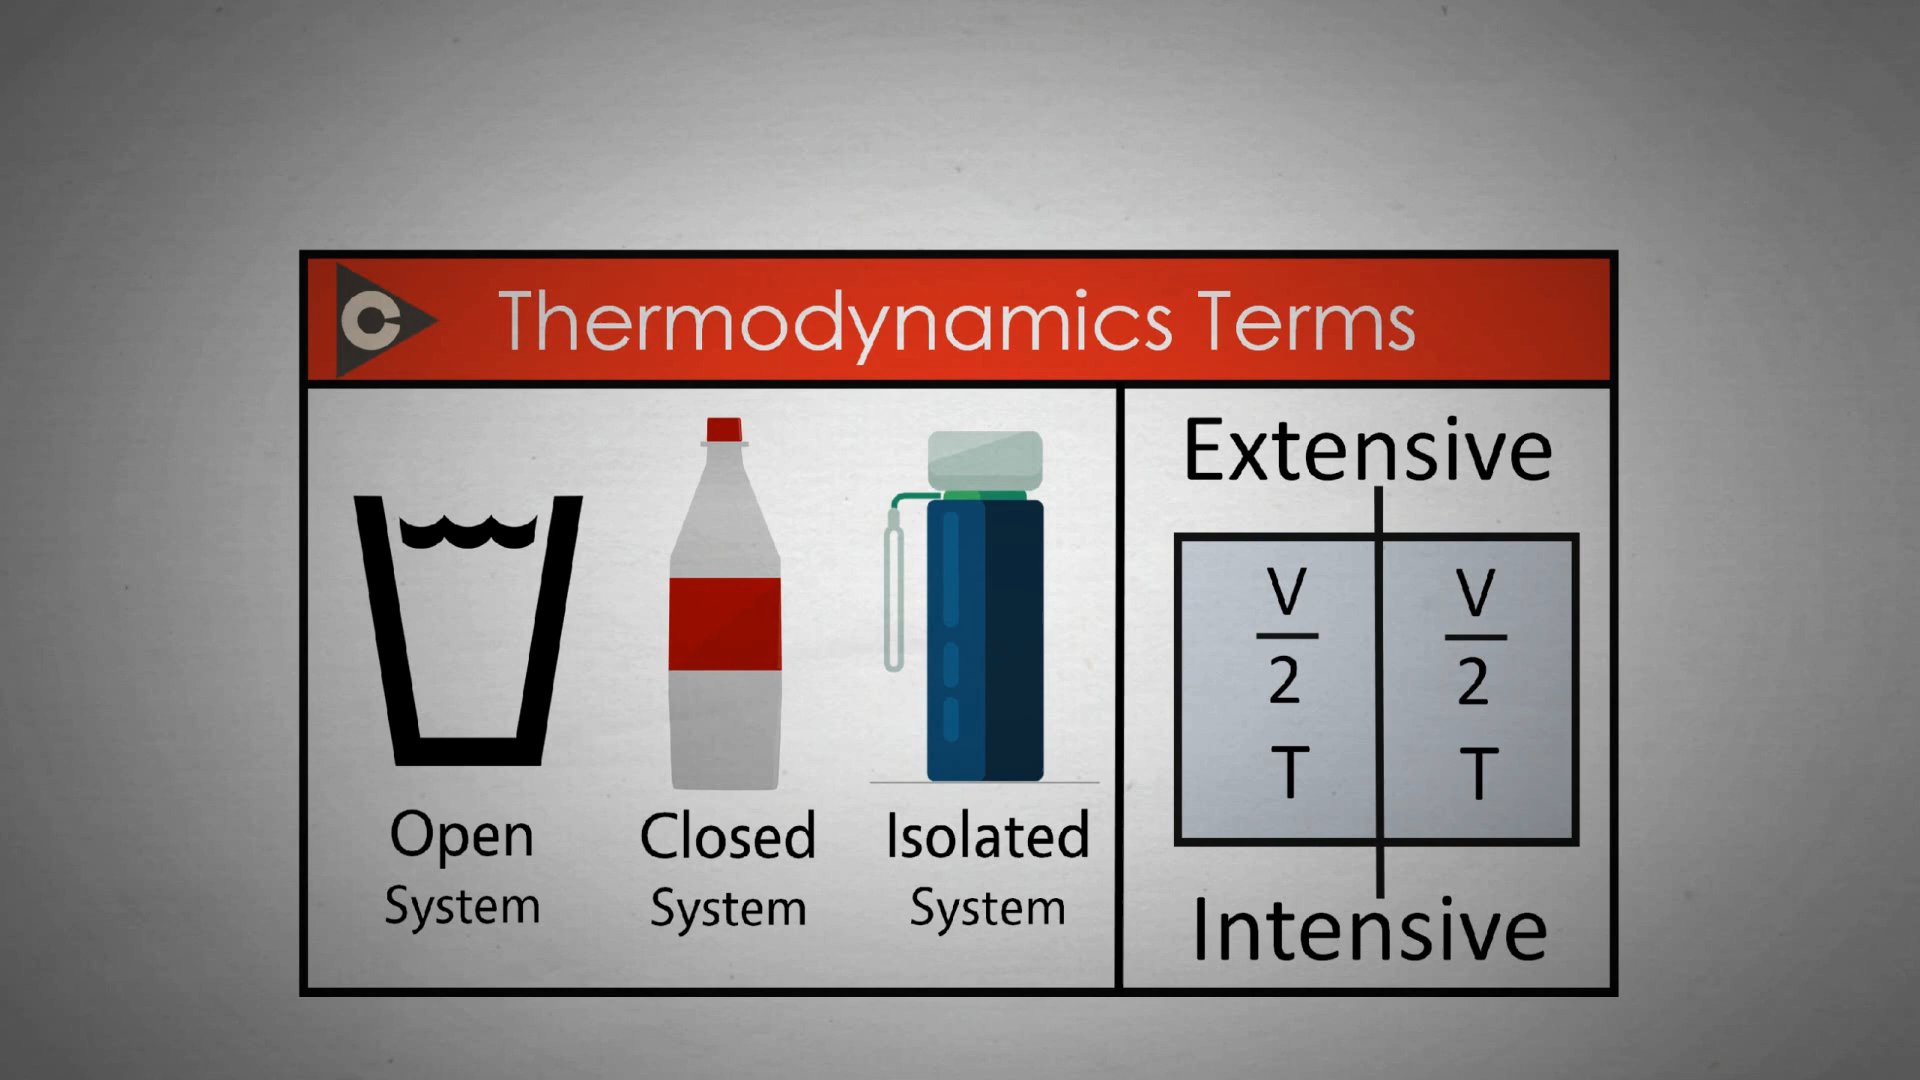 Thermodynamics Terms
Open
System
Closed
System
Isolated
System
Extensive
V V
2 2
T T
Intensive